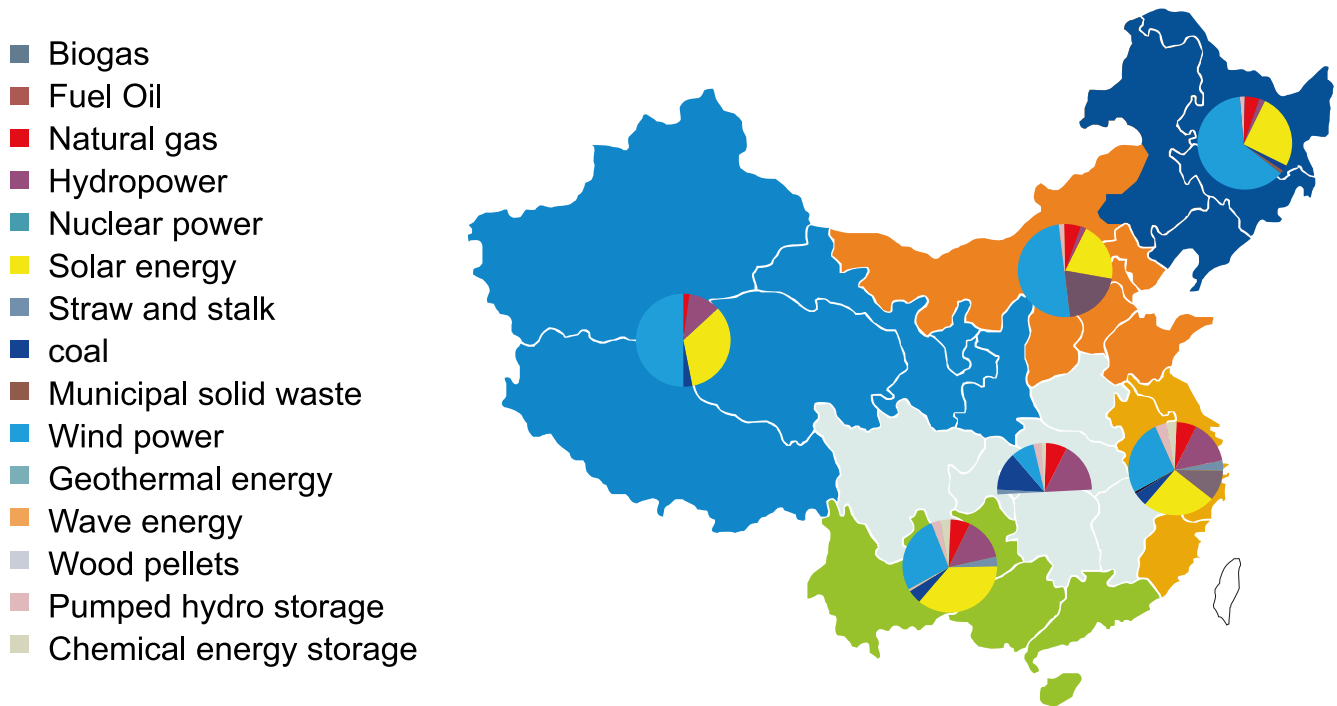 Biogas
Fuel Oil
Natural gas
Hydropower
Nuclear power
Solar energy
Straw and stalk
coal
Municipal solid waste
Wind power
Geothermal energy
Wave energy
Wood pellets
Pumped hydro storage
Chemical energy storage